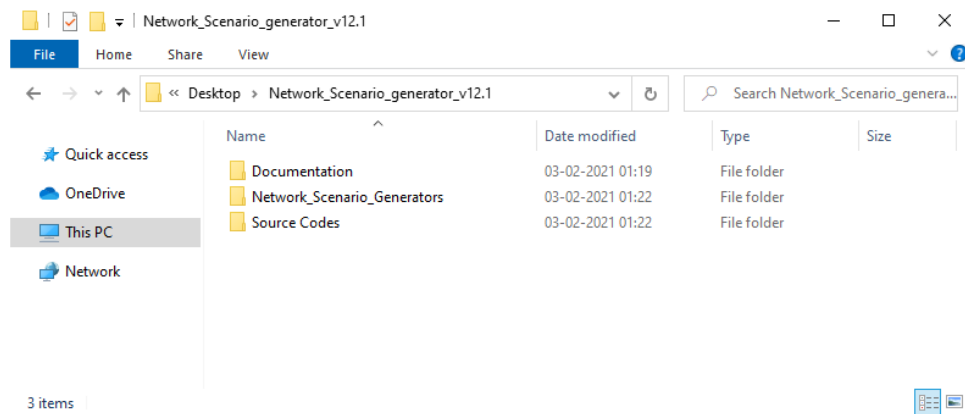 Network_Scenario_generator_v12.1
File Home Share View
« Desktop › Network_Scenario_generator_v12.1
Search Network_Scenario_genera...
Quick access
OneDrive
This PC
Network
Name Date modified Type Size
Documentation 03-02-2021 01:19 File folder
Network_Scenario_Generators 03-02-2021 01:22 File folder
Source Codes 03-02-2021 01:22 File folder
3 items